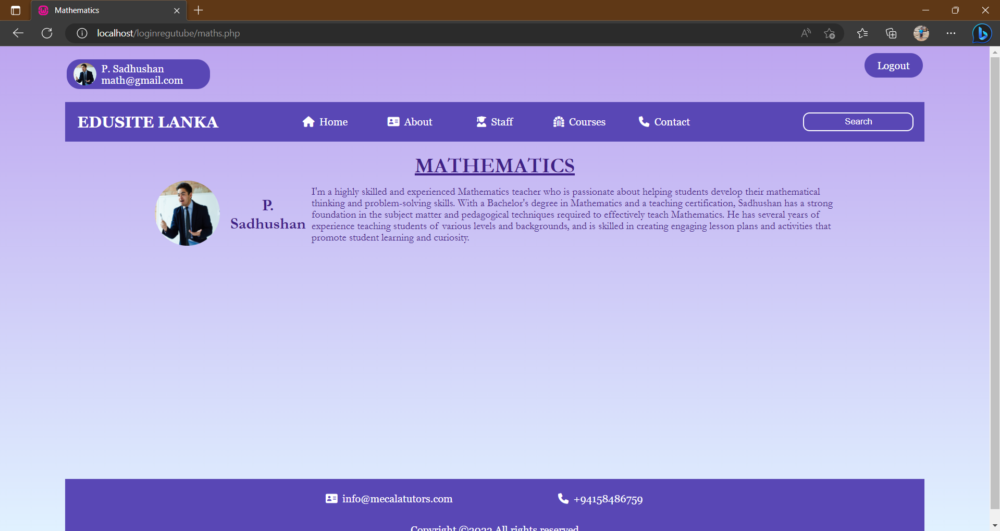 Mathematics
localhost/loginregutube/maths.php
P. Sadhushan
math@gmail.com
Logout
EDUSITE LANKA
Home
About
Staff
Courses
Contact
Search
MATHEMATICS
P.
Sadhushan
I'm a highly skilled and experienced Mathematics teacher who is passionate about helping students develop their mathematical
thinking and problem-solving skills. With a Bachelor's degree in Mathematics and a teaching certification, Sadhushan has a strong
foundation in the subject matter and pedagogical techniques required to effectively teach Mathematics. He has several years of
experience teaching students of various levels and backgrounds, and is skilled in creating engaging lesson plans and activities that
promote student learning and curiosity.
info@mecalatutors.com
+94158486759
Copyright ©2023 All rights reserved